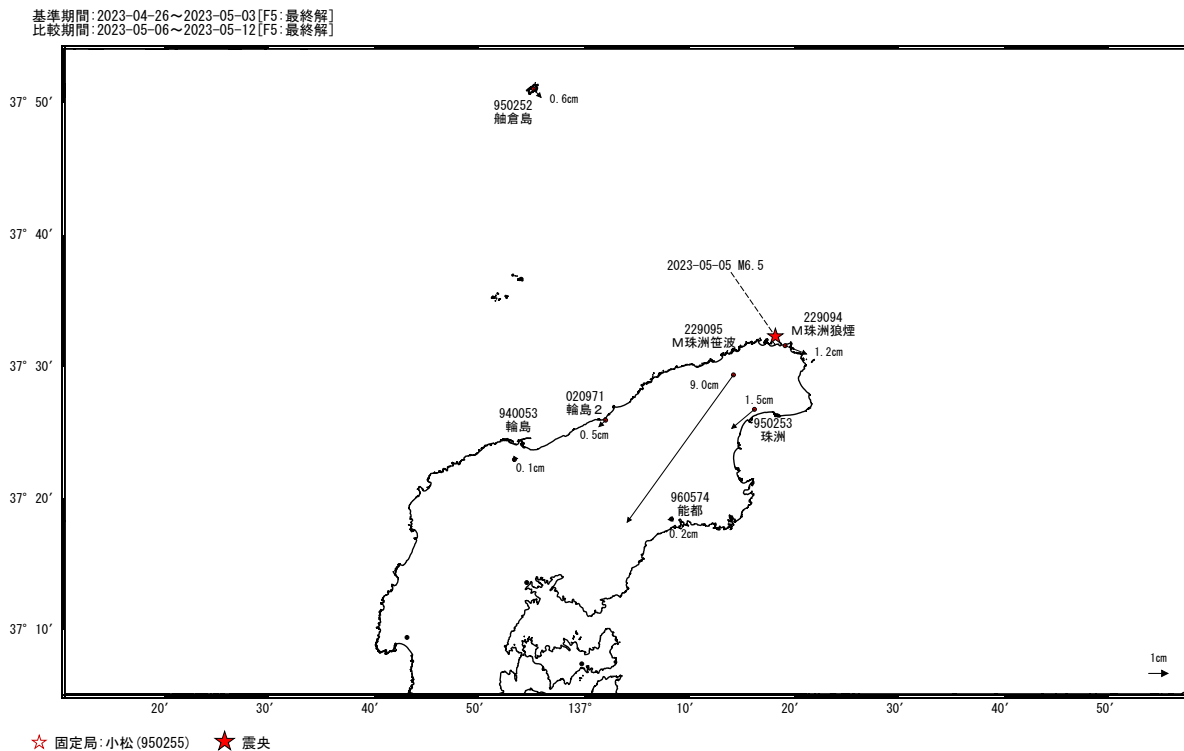 基準期間:2023-04-26～2023-05-03[F5:最終解]
比較期間:2023-05-06～2023-05-12[F5:最終解]
37° 50′
950252
舳倉島
0.6cm
37° 40′
2023-05-05 M6.5
229094
Ｍ珠洲狼煙
1.2cm
229095
Ｍ珠洲笹波
37° 30′
9.0cm
1.5cm
020971
輪島２
0.5cm
940053
輪島
0.1cm
950253
珠洲
37° 20′
960574
能都
0.2cm
37° 10′
1cm
20′
30′
40′
50′
137°
10′
20′
30′
40′
50′
固定局:小松(950255)
震央